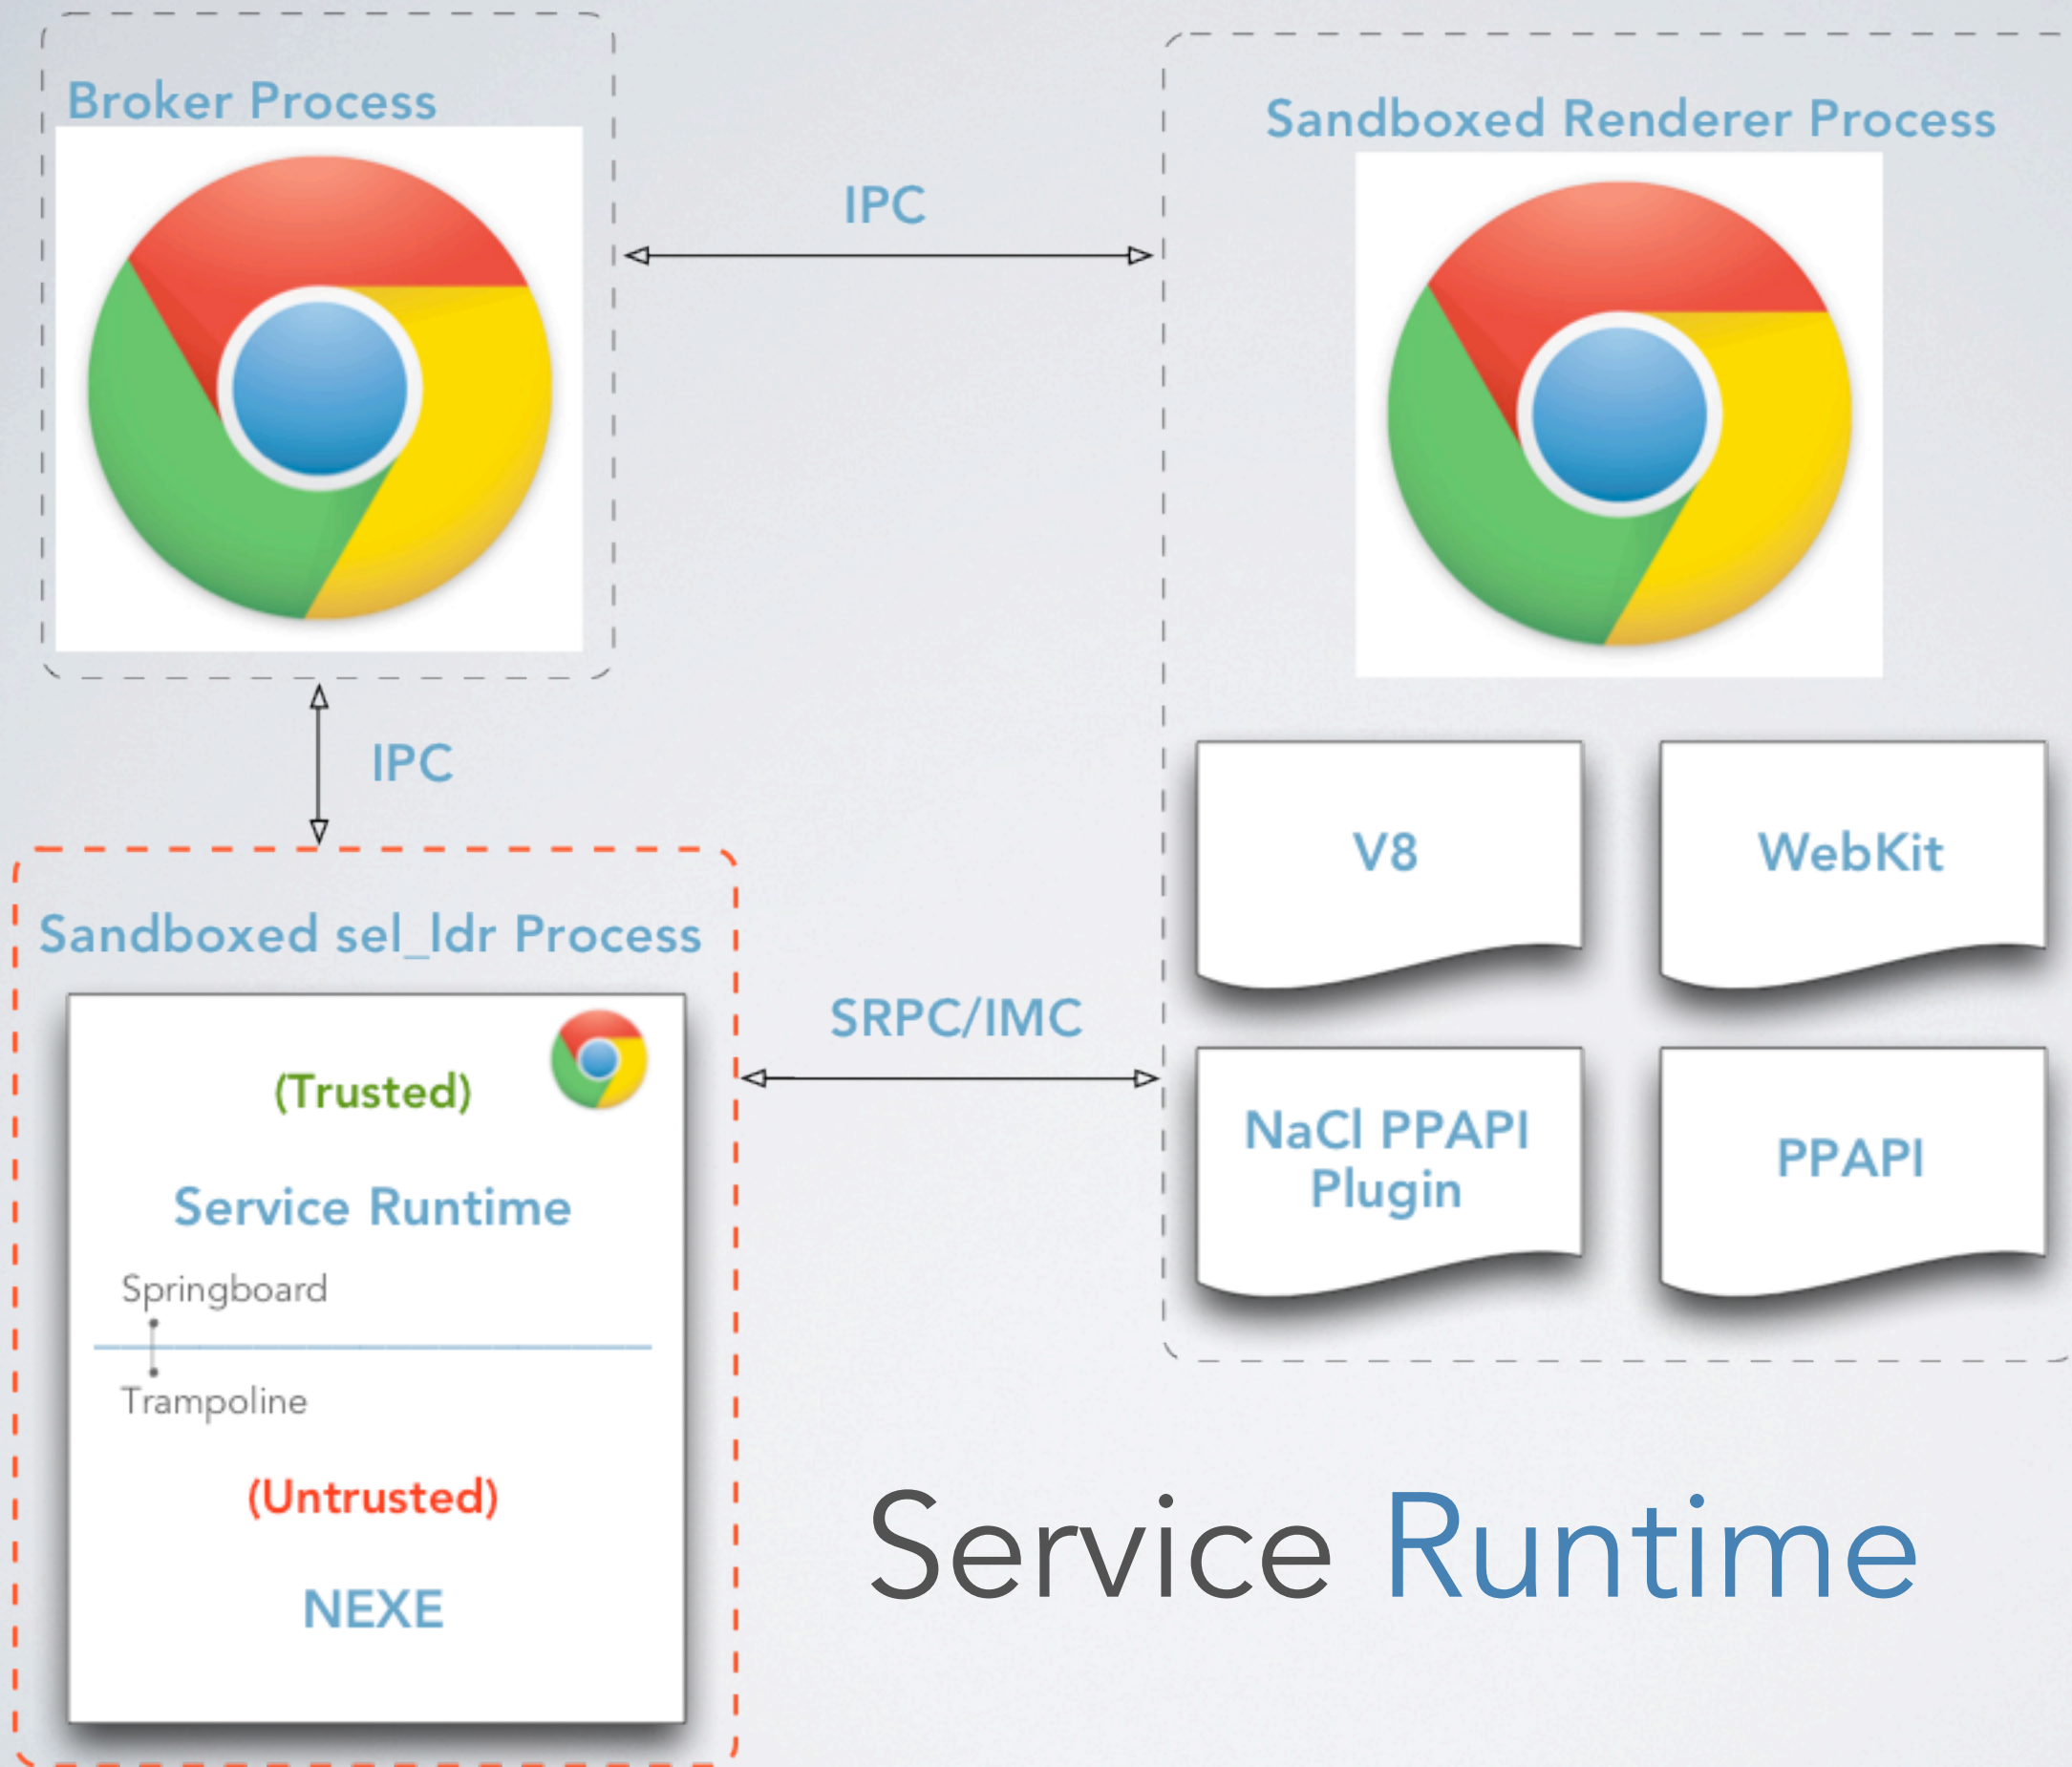 Broker Process
Sandboxed Renderer Process
IPC
IPC
V8
WebKit
Sandboxed sel_ldr Process
SRPC/IMC
(Trusted)
NaCl PPAPI
Plugin
PPAPI
Service Runtime
Springboard
Trampoline
(Untrusted)
NEXE
Service Runtime